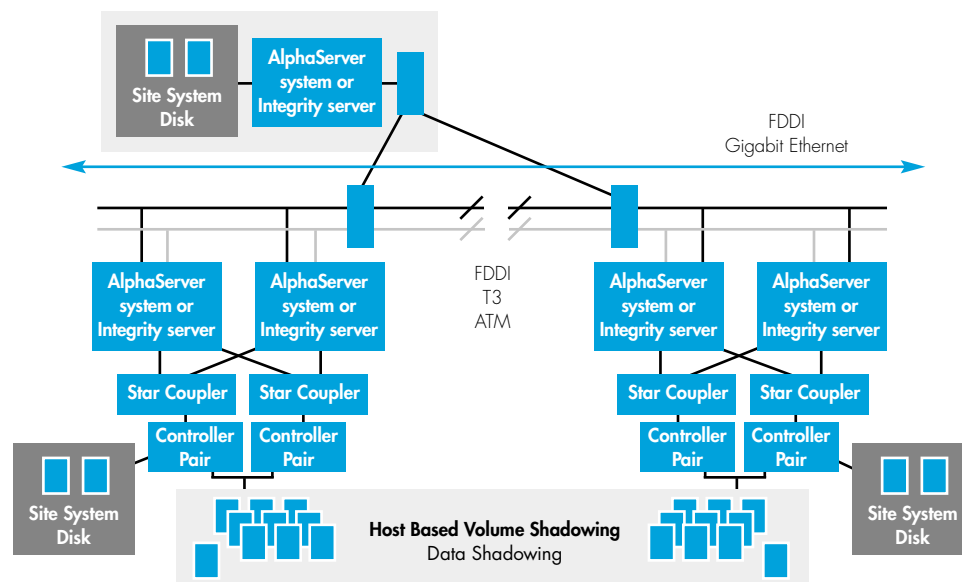 Site System
Disk
AlphaServer
system or
Integrity server
FDDI
Gigabit Ethernet
FDDI
T3
ATM
AlphaServer
system or
Integrity server
AlphaServer
system or
Integrity server
AlphaServer
system or
Integrity server
AlphaServer
system or
Integrity server
Star Coupler
Star Coupler
Star Coupler
Star Coupler
Controller
Pair
Controller
Pair
Controller
Pair
Controller
Pair
Site System
Disk
Host Based Volume Shadowing
Data Shadowing
Site System
Disk